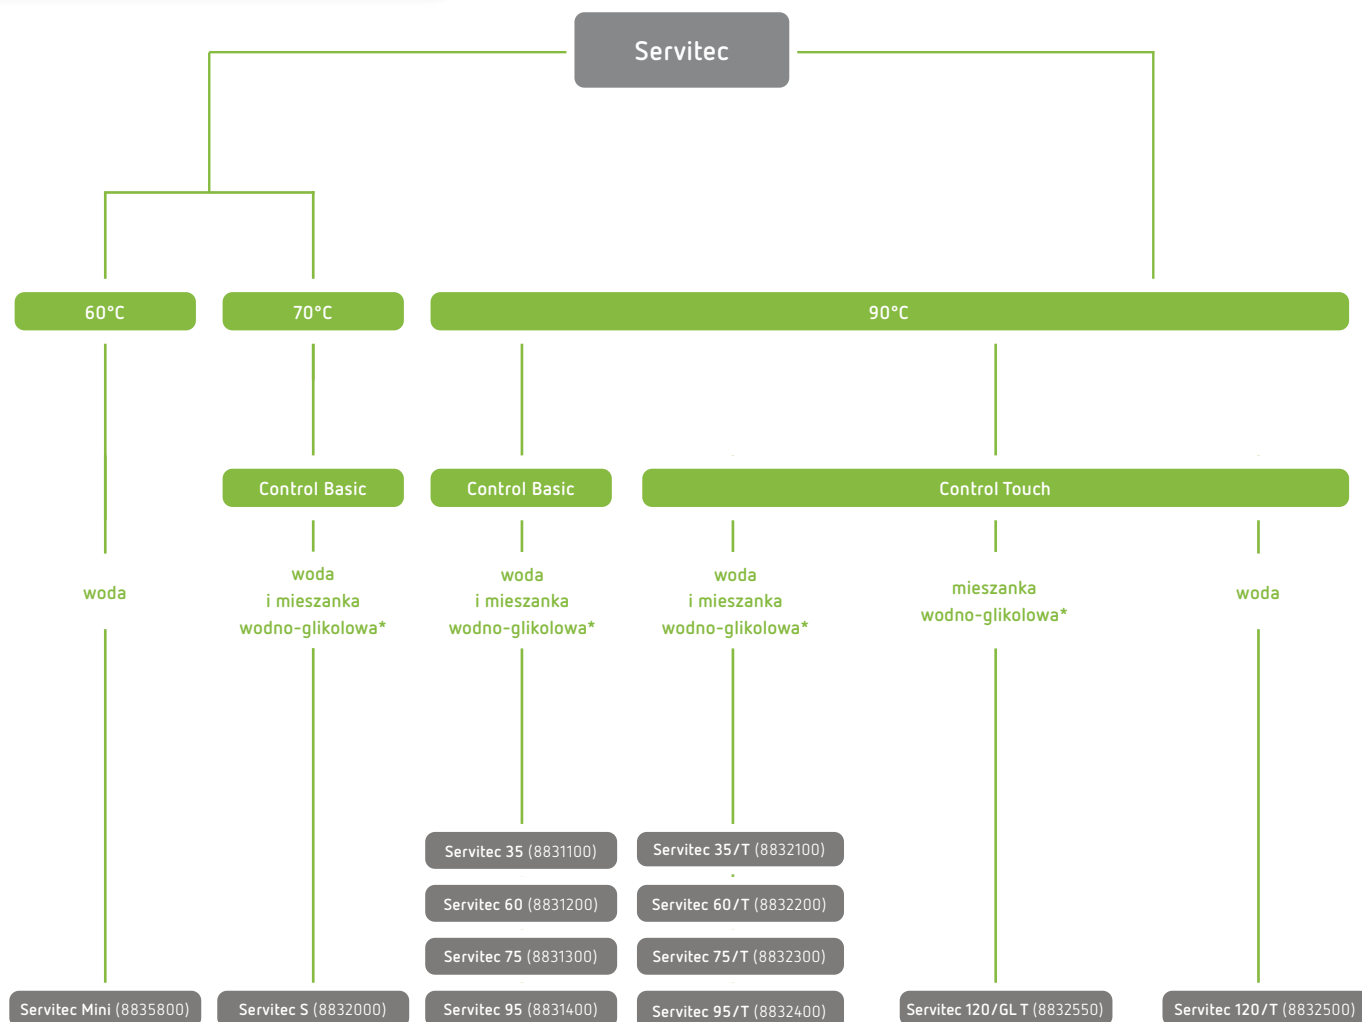 Servitec
60°C
70°C
90°C
Control Basic
Control Basic
Control Touch
woda
woda
i mieszanka
wodno-glikolowa*
woda
i mieszanka
wodno-glikolowa*
woda
i mieszanka
wodno-glikolowa*
mieszanka
wodno-glikolowa*
woda
Servitec 35 (8831100)
Servitec 35/T (8832100)
Servitec 60 (8831200)
Servitec 60/T (8832200)
Servitec 75 (8831300)
Servitec 75/T (8832300)
Servitec Mini (8835800)
Servitec S (8832000)
Servitec 95 (8831400)
Servitec 95/T (8832400)
Servitec 120/GL T (8832550)
Servitec 120/T (8832500)